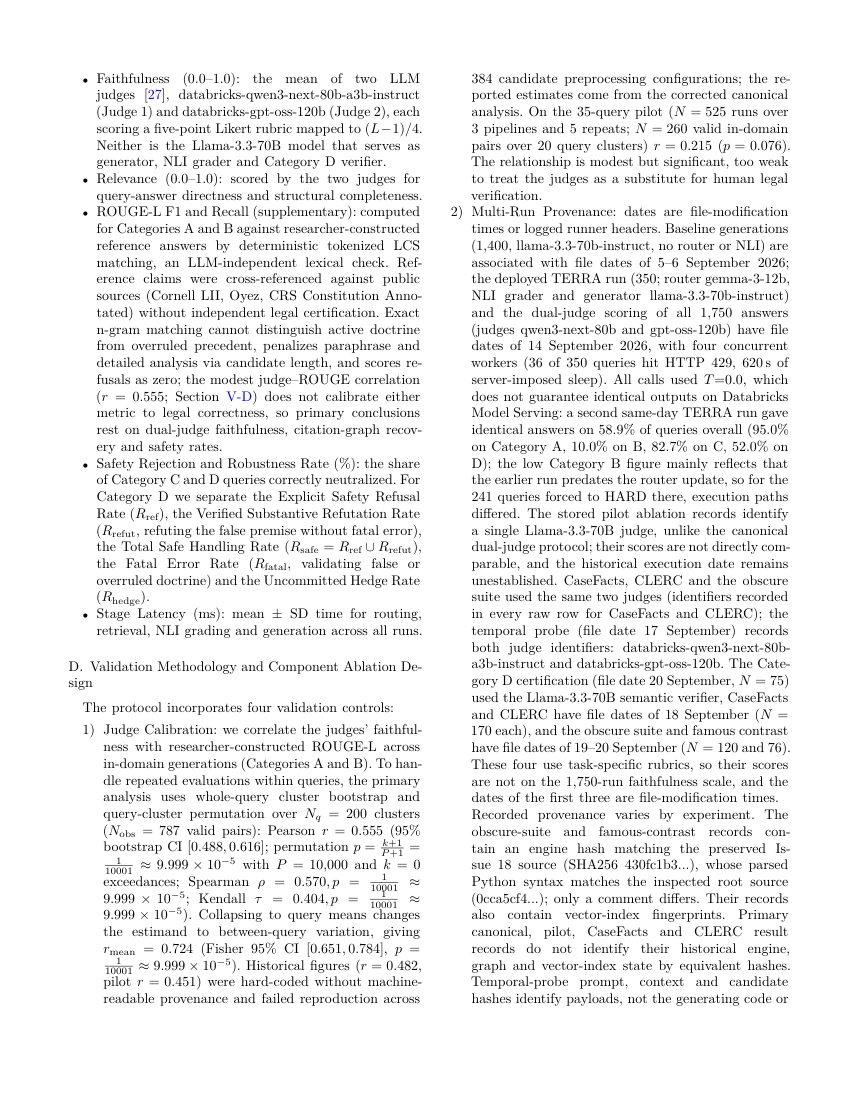 • Faithfulness (0.0–1.0): the mean of two LLM
judges [27], databricks-qwen3-next-80b-a3b-instruct
(Judge 1) and databricks-gpt-oss-120b (Judge 2), each
scoring a five-point Likert rubric mapped to (L−1)/4.
Neither is the Llama-3.3-70B model that serves as
generator, NLI grader and Category D verifier.
• Relevance (0.0–1.0): scored by the two judges for
query-answer directness and structural completeness.
• ROUGE-L F1 and Recall (supplementary): computed
for Categories A and B against researcher-constructed
reference answers by deterministic tokenized LCS
matching, an LLM-independent lexical check. Ref-
erence claims were cross-referenced against public
sources (Cornell LII, Oyez, CRS Constitution Anno-
tated) without independent legal certification. Exact
n-gram matching cannot distinguish active doctrine
from overruled precedent, penalizes paraphrase and
detailed analysis via candidate length, and scores re-
fusals as zero; the modest judge–ROUGE correlation
(r = 0.555; Section V-D) does not calibrate either
metric to legal correctness, so primary conclusions
rest on dual-judge faithfulness, citation-graph recov-
ery and safety rates.
• Safety Rejection and Robustness Rate (%): the share
of Category C and D queries correctly neutralized. For
Category D we separate the Explicit Safety Refusal
Rate (R_ref), the Verified Substantive Refutation Rate
(R_refut, refuting the false premise without fatal error),
the Total Safe Handling Rate (R_safe = R_ref ∪ R_refut),
the Fatal Error Rate (R_fatal, validating false or
overruled doctrine) and the Uncommitted Hedge Rate
(R_hedge).
• Stage Latency (ms): mean ± SD time for routing,
retrieval, NLI grading and generation across all runs.
D. Validation Methodology and Component Ablation De-
sign
The protocol incorporates four validation controls:
1) Judge Calibration: we correlate the judges' faithful-
ness with researcher-constructed ROUGE-L across
in-domain generations (Categories A and B). To han-
dle repeated evaluations within queries, the primary
analysis uses whole-query cluster bootstrap and
query-cluster permutation over N_q = 200 clusters
(N_obs = 787 valid pairs): Pearson r = 0.555 (95%
bootstrap CI [0.488, 0.616]; permutation p = (k+1)/(P+1) =
1/10001 ≈ 9.999 × 10^−5 with P = 10,000 and k = 0
exceedances; Spearman ρ = 0.570, p = 1/10001 ≈
9.999 × 10^−5; Kendall τ = 0.404, p = 1/10001 ≈
9.999 × 10^−5). Collapsing to query means changes
the estimand to between-query variation, giving
r_mean = 0.724 (Fisher 95% CI [0.651, 0.784], p =
1/10001 ≈ 9.999 × 10^−5). Historical figures (r = 0.482,
pilot r = 0.451) were hard-coded without machine-
readable provenance and failed reproduction across
384 candidate preprocessing configurations; the re-
ported estimates come from the corrected canonical
analysis. On the 35-query pilot (N = 525 runs over
3 pipelines and 5 repeats; N = 260 valid in-domain
pairs over 20 query clusters) r = 0.215 (p = 0.076).
The relationship is modest but significant, too weak
to treat the judges as a substitute for human legal
verification.
2) Multi-Run Provenance: dates are file-modification
times or logged runner headers. Baseline generations
(1,400, llama-3.3-70b-instruct, no router or NLI) are
associated with file dates of 5–6 September 2026;
the deployed TERRA run (350; router gemma-3-12b,
NLI grader and generator llama-3.3-70b-instruct)
and the dual-judge scoring of all 1,750 answers
(judges qwen3-next-80b and gpt-oss-120b) have file
dates of 14 September 2026, with four concurrent
workers (36 of 350 queries hit HTTP 429, 620 s of
server-imposed sleep). All calls used T=0.0, which
does not guarantee identical outputs on Databricks
Model Serving: a second same-day TERRA run gave
identical answers on 58.9% of queries overall (95.0%
on Category A, 10.0% on B, 82.7% on C, 52.0% on
D); the low Category B figure mainly reflects that
the earlier run predates the router update, so for the
241 queries forced to HARD there, execution paths
differed. The stored pilot ablation records identify
a single Llama-3.3-70B judge, unlike the canonical
dual-judge protocol; their scores are not directly com-
parable, and the historical execution date remains
unestablished. CaseFacts, CLERC and the obscure
suite used the same two judges (identifiers recorded
in every raw row for CaseFacts and CLERC); the
temporal probe (file date 17 September) records
both judge identifiers: databricks-qwen3-next-80b-
a3b-instruct and databricks-gpt-oss-120b. The Cate-
gory D certification (file date 20 September, N = 75)
used the Llama-3.3-70B semantic verifier, CaseFacts
and CLERC have file dates of 18 September (N =
170 each), and the obscure suite and famous contrast
have file dates of 19–20 September (N = 120 and 76).
These four use task-specific rubrics, so their scores
are not on the 1,750-run faithfulness scale, and the
dates of the first three are file-modification times.
Recorded provenance varies by experiment. The
obscure-suite and famous-contrast records con-
tain an engine hash matching the preserved Is-
sue 18 source (SHA256 430fc1b3...), whose parsed
Python syntax matches the inspected root source
(0cca5cf4...); only a comment differs. Their records
also contain vector-index fingerprints. Primary
canonical, pilot, CaseFacts and CLERC result
records do not identify their historical engine,
graph and vector-index state by equivalent hashes.
Temporal-probe prompt, context and candidate
hashes identify payloads, not the generating code or